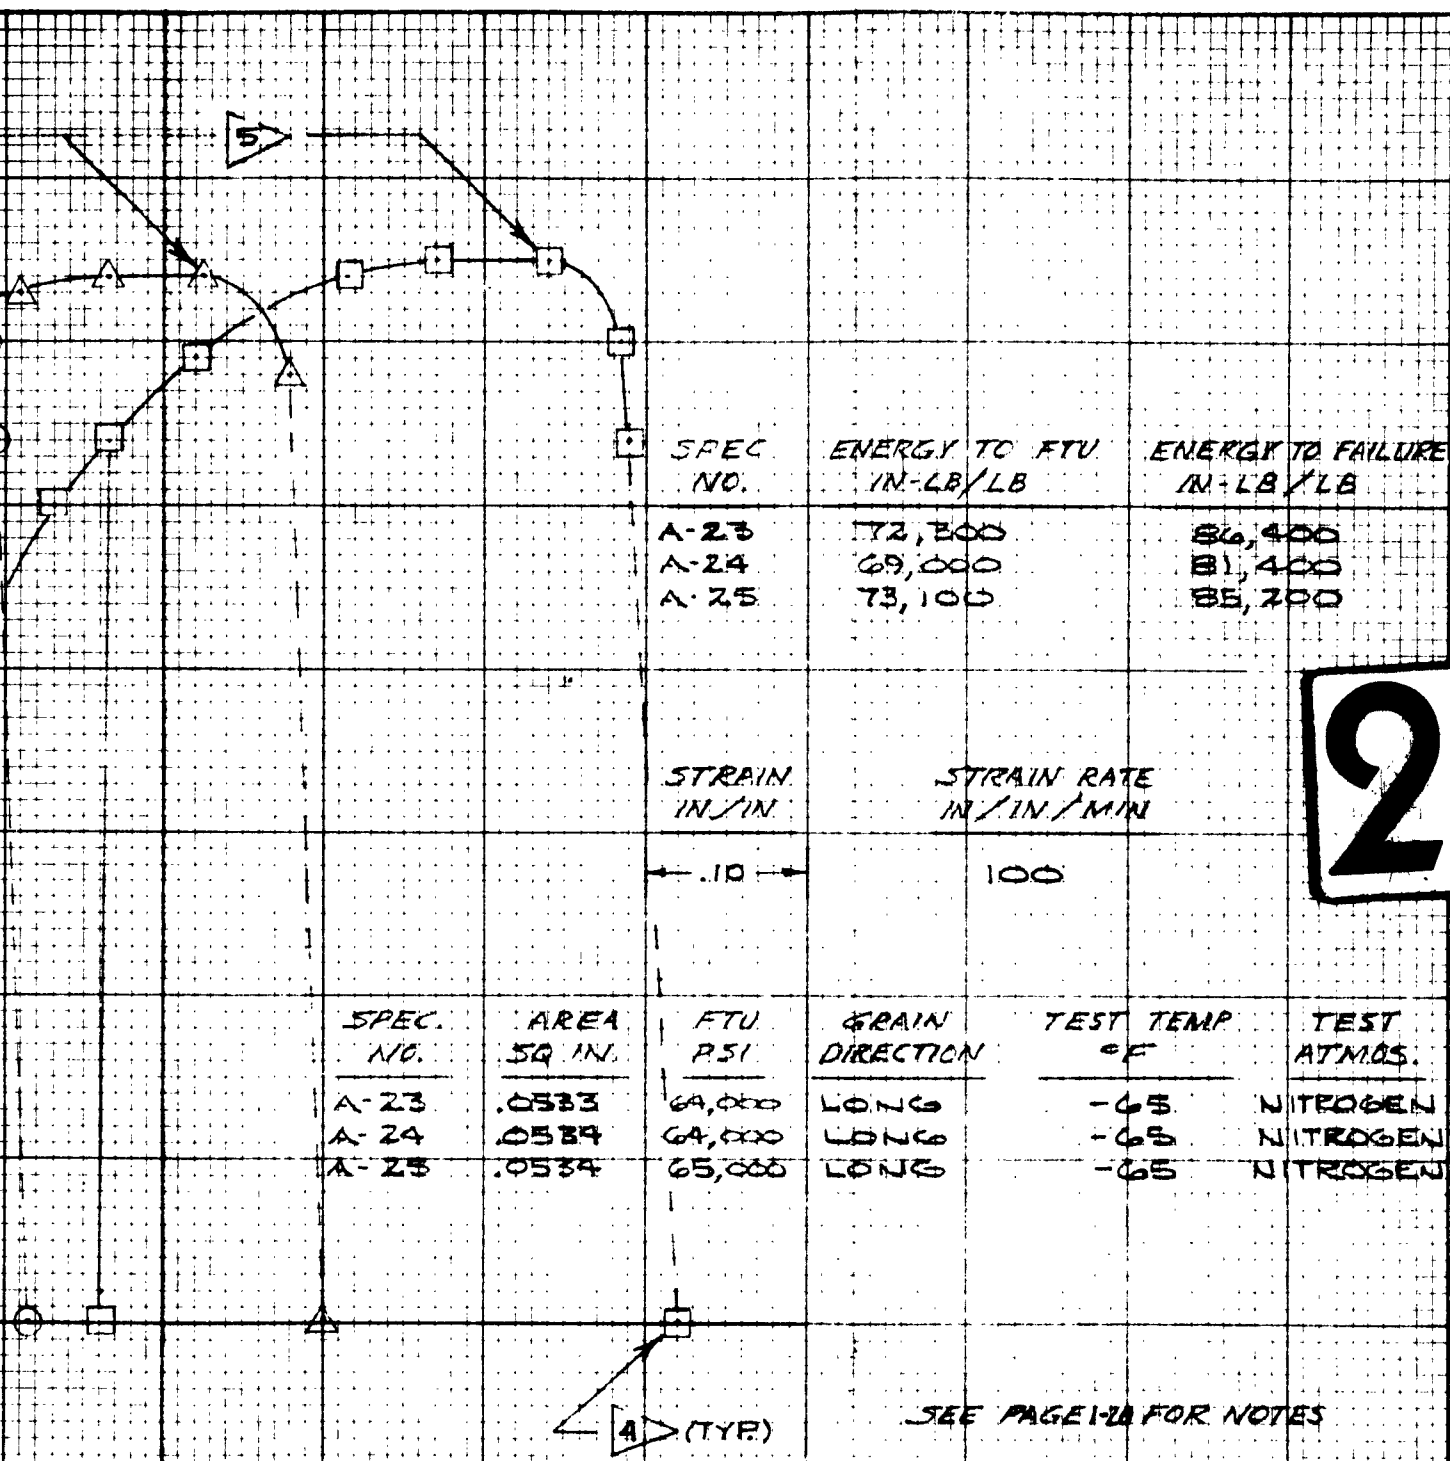 5
SPEC NO. ENERGY TO FTU IN-LB/LB ENERGY TO FAILURE IN-LB/LB
A-23 72,300 86,400
A-24 69,000 81,400
A-25 73,100 85,200
2
STRAIN IN/IN STRAIN RATE IN/IN/MIN
.10 100
SPEC. NO. AREA SQ IN. FTU PSI GRAIN DIRECTION TEST TEMP °F TEST ATMOS.
A-23 .0533 64,000 LONG -65 NITROGEN
A-24 .0534 64,000 LONG -65 NITROGEN
A-25 .0534 65,000 LONG -65 NITROGEN
4 (TYP.)
SEE PAGE FOR NOTES